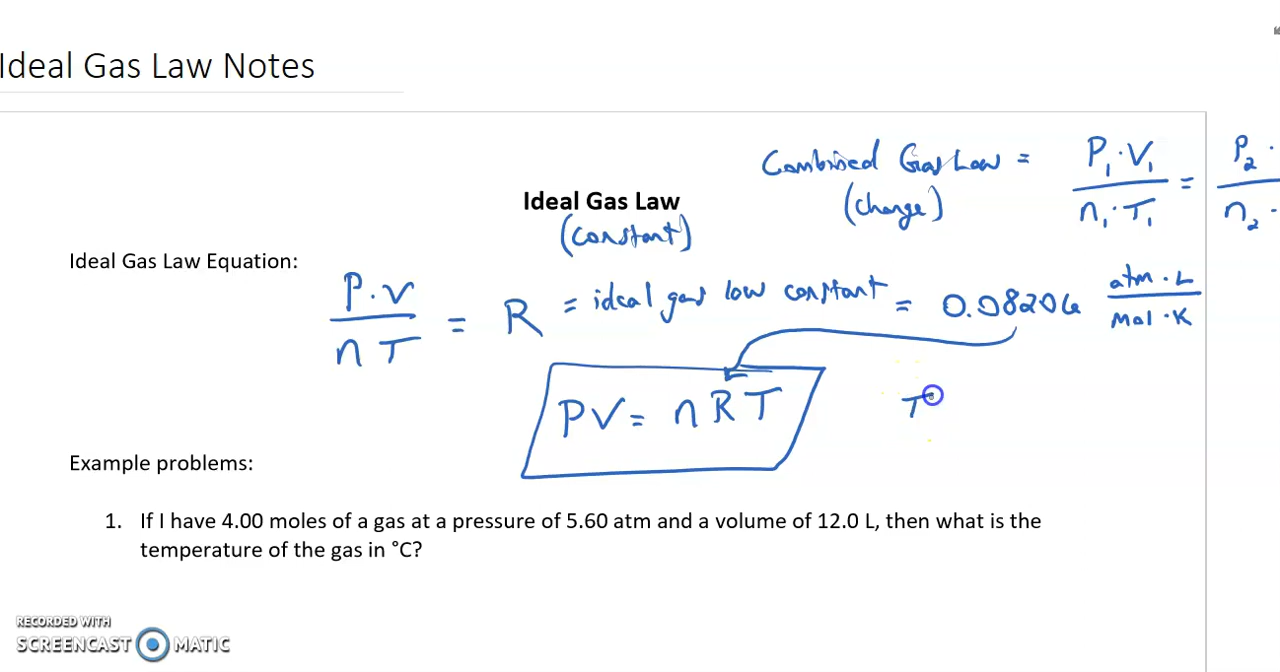 Ideal Gas Law Notes
Combined Gas Law = P₁·V₁ / n₁·T₁ = P₂· / n₂·
(change)
Ideal Gas Law
(constant)
Ideal Gas Law Equation:
P.V / nT = R = ideal gas low constant = 0.08206 atm·L / mol·K
PV = nRT
T
Example problems:
1. If I have 4.00 moles of a gas at a pressure of 5.60 atm and a volume of 12.0 L, then what is the
temperature of the gas in °C?
RECORDED WITH
SCREENCAST MATIC